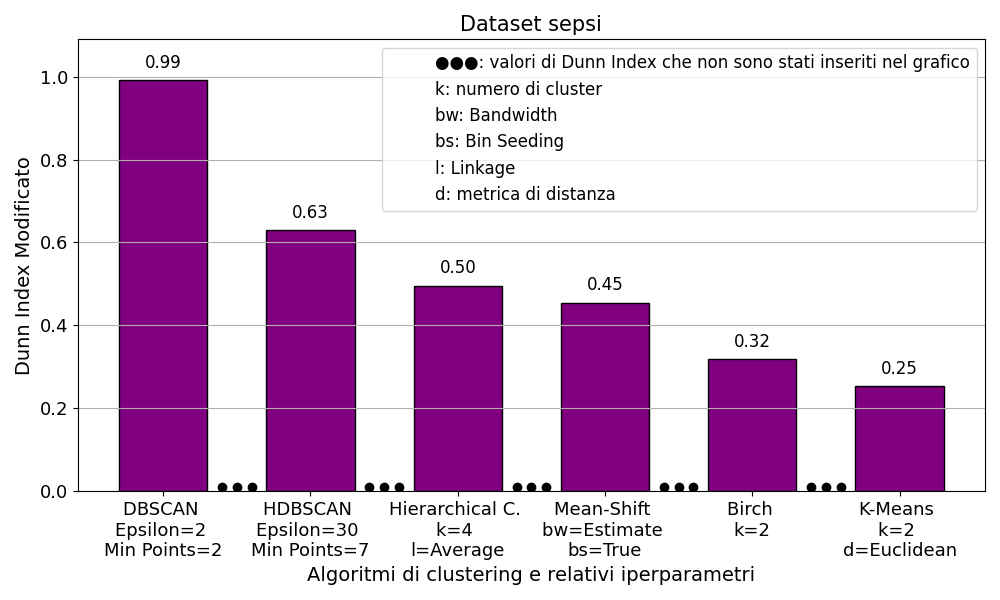 Dataset sepsi
●●●: valori di Dunn Index che non sono stati inseriti nel grafico
k: numero di cluster
bw: Bandwidth
bs: Bin Seeding
l: Linkage
d: metrica di distanza
Dunn Index Modificato
1.0
0.8
0.6
0.4
0.2
0.0
0.99
0.63
0.50
0.45
0.32
0.25
DBSCAN
Epsilon=2
Min Points=2
HDBSCAN
Epsilon=30
Min Points=7
Hierarchical C.
k=4
l=Average
Mean-Shift
bw=Estimate
bs=True
Birch
k=2
K-Means
k=2
d=Euclidean
Algoritmi di clustering e relativi iperparametri